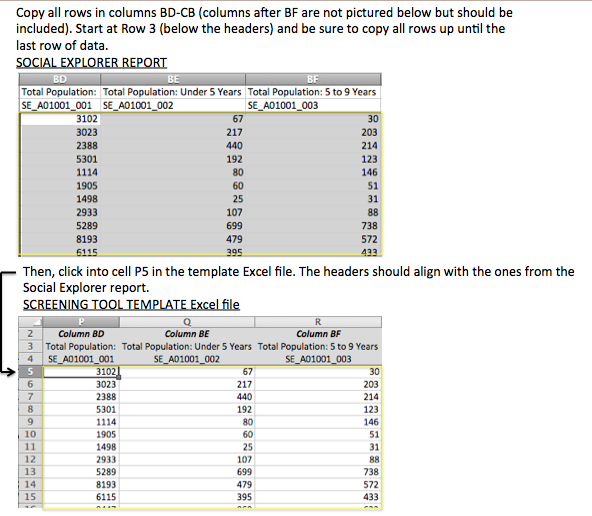 Copy all rows in columns BD-CB (columns after BF are not pictured below but should be
included). Start at Row 3 (below the headers) and be sure to copy all rows up until the
last row of data.
SOCIAL EXPLORER REPORT
BD BE BF
Total Population: Total Population: Under 5 Years Total Population: 5 to 9 Years
SE_A01001_001 SE_A01001_002 SE_A01001_003
3102 67 30
3023 217 203
2388 440 214
5301 192 123
1114 80 146
1905 60 51
1498 25 31
2933 107 88
5289 699 738
8193 479 572
6115 395 433
Then, click into cell P5 in the template Excel file. The headers should align with the ones from the
Social Explorer report.
SCREENING TOOL TEMPLATE Excel file
P Q R
2 Column BD Column BE Column BF
3 Total Population: Total Population: Under 5 Years Total Population: 5 to 9 Years
4 SE_A01001_001 SE_A01001_002 SE_A01001_003
5 3102 67 30
6 3023 217 203
7 2388 440 214
8 5301 192 123
9 1114 80 146
10 1905 60 51
11 1498 25 31
12 2933 107 88
13 5289 699 738
14 8193 479 572
15 6115 395 433